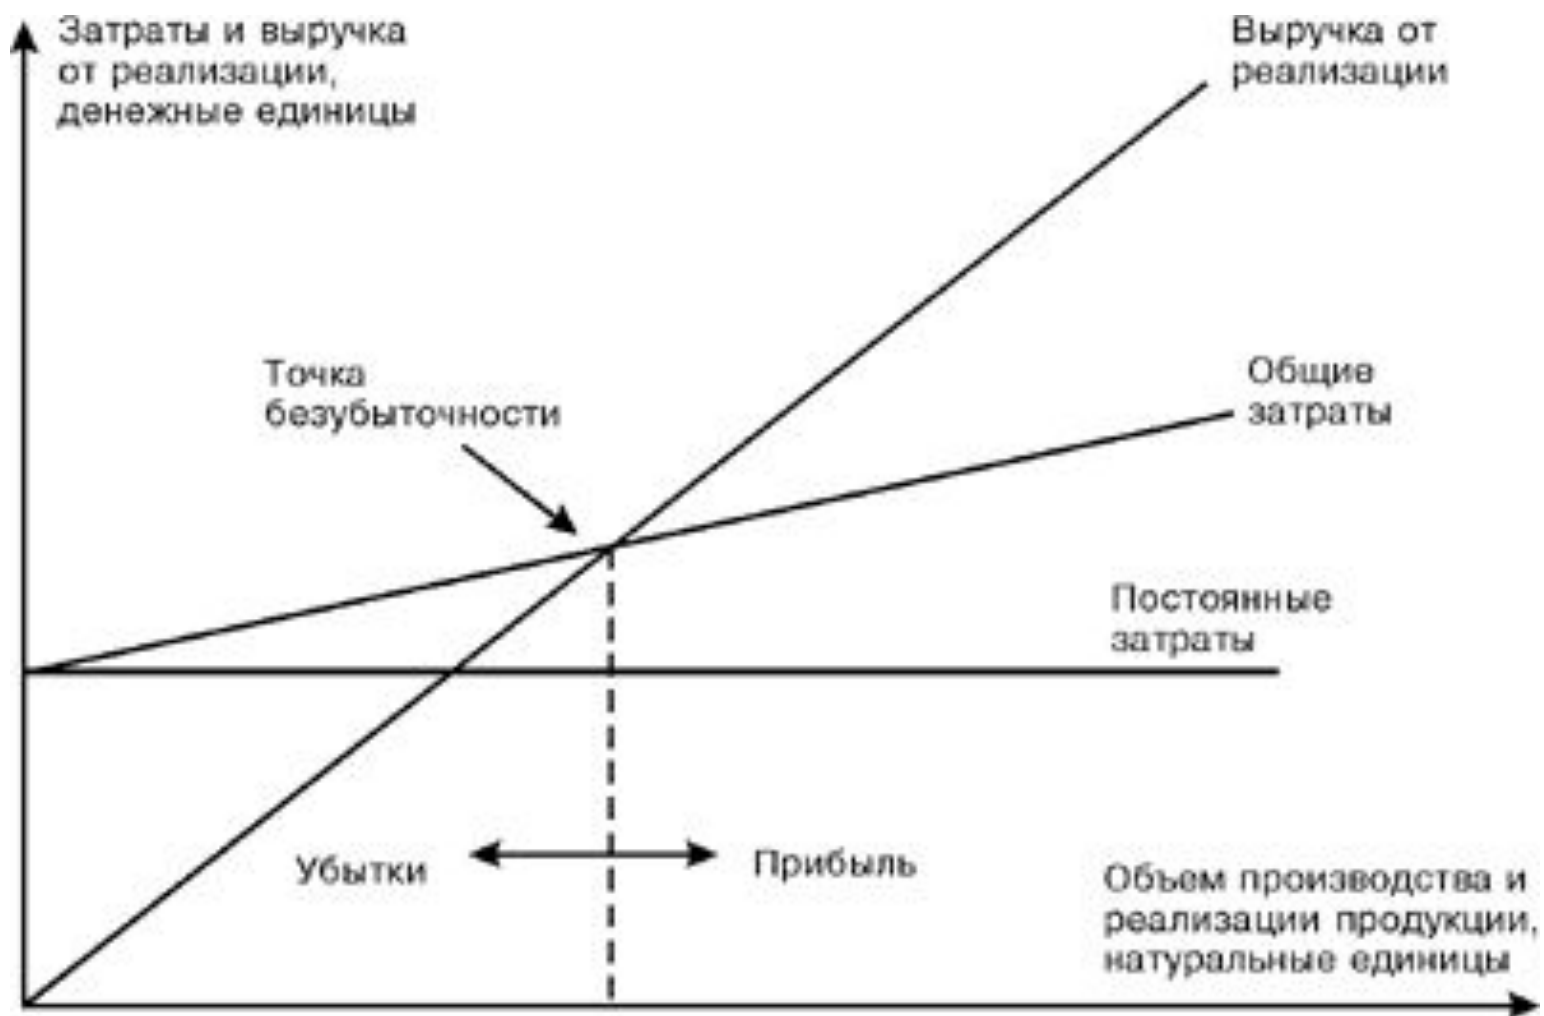 Затраты и выручка
от реализации,
денежные единицы
Выручка от
реализации
Точка
безубыточности
Общие
затраты
Постоянные
затраты
Убытки
Прибыль
Объем производства и
реализации продукции,
натуральные единицы